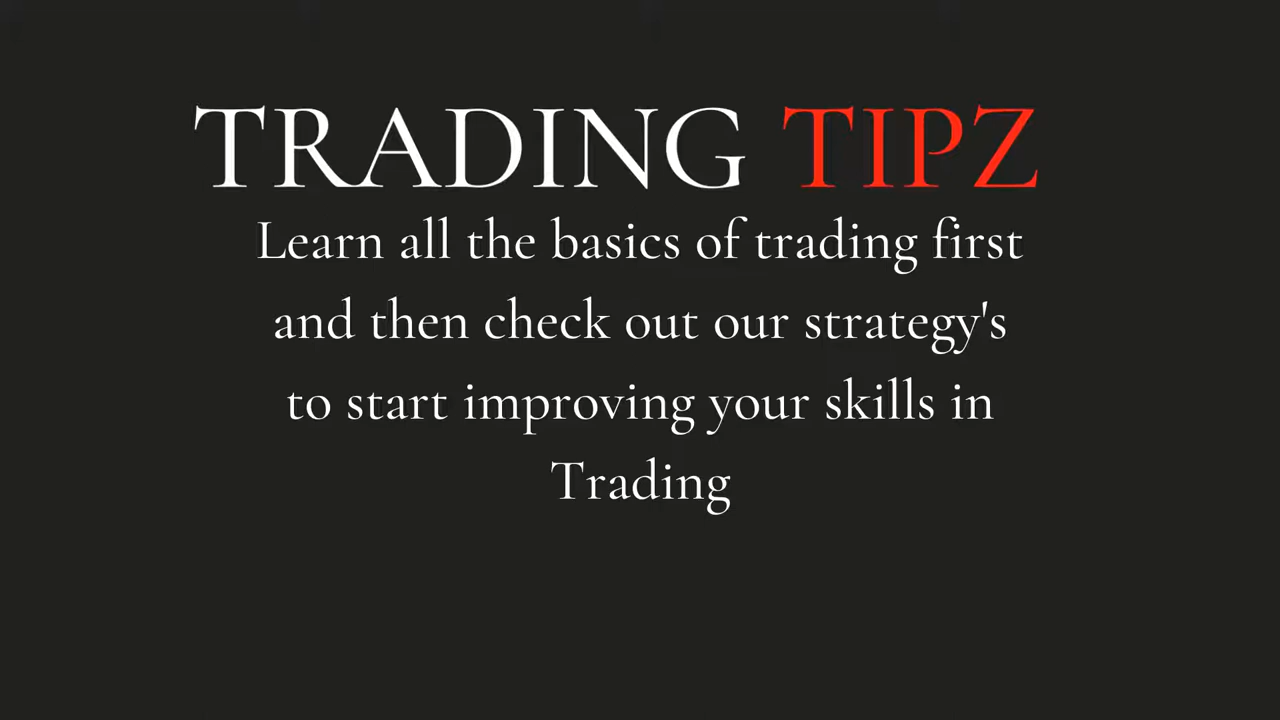 TRADING TIPZ
Learn all the basics of trading first
and then check out our strategy's
to start improving your skills in
Trading